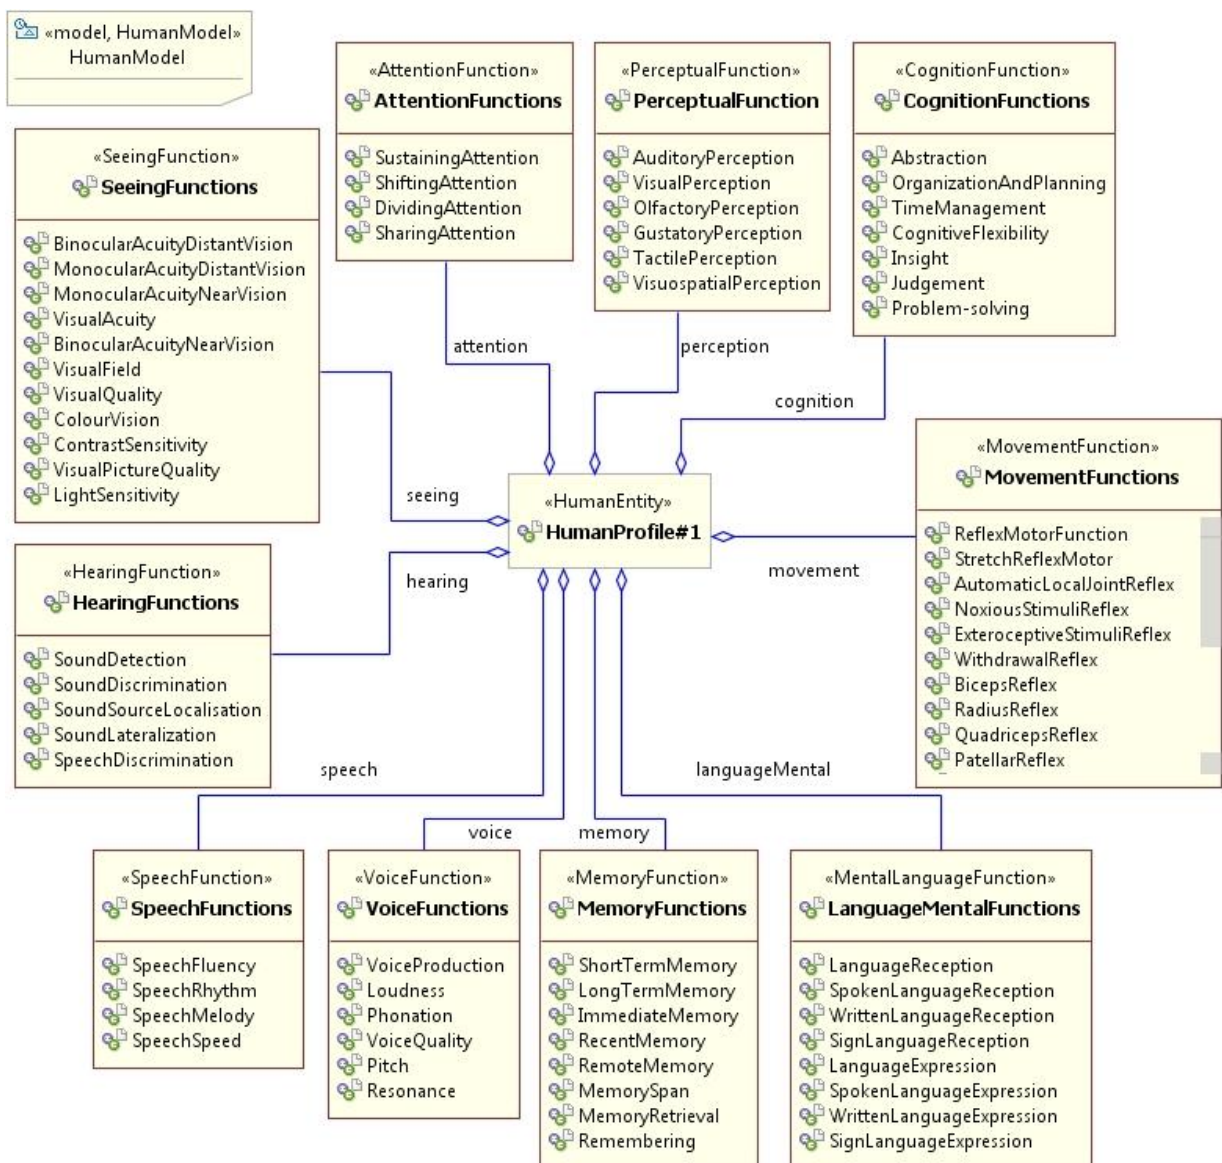 «model, HumanModel»
HumanModel
«AttentionFunction»
AttentionFunctions
SustainingAttention
ShiftingAttention
DividingAttention
SharingAttention
«PerceptualFunction»
PerceptualFunction
AuditoryPerception
VisualPerception
OlfactoryPerception
GustatoryPerception
TactilePerception
VisuospatialPerception
«CognitionFunction»
CognitionFunctions
Abstraction
OrganizationAndPlanning
TimeManagement
CognitiveFlexibility
Insight
Judgement
Problem-solving
«SeeingFunction»
SeeingFunctions
BinocularAcuityDistantVision
MonocularAcuityDistantVision
MonocularAcuityNearVision
VisualAcuity
BinocularAcuityNearVision
VisualField
VisualQuality
ColourVision
ContrastSensitivity
VisualPictureQuality
LightSensitivity
attention
perception
cognition
seeing
«HumanEntity»
HumanProfile#1
«MovementFunction»
MovementFunctions
ReflexMotorFunction
StretchReflexMotor
AutomaticLocalJointReflex
NoxiousStimuliReflex
ExteroceptiveStimuliReflex
WithdrawalReflex
BicepsReflex
RadiusReflex
QuadricepsReflex
PatellarReflex
movement
hearing
«HearingFunction»
HearingFunctions
SoundDetection
SoundDiscrimination
SoundSourceLocalisation
SoundLateralization
SpeechDiscrimination
speech
voice
memory
languageMental
«SpeechFunction»
SpeechFunctions
SpeechFluency
SpeechRhythm
SpeechMelody
SpeechSpeed
«VoiceFunction»
VoiceFunctions
VoiceProduction
Loudness
Phonation
VoiceQuality
Pitch
Resonance
«MemoryFunction»
MemoryFunctions
ShortTermMemory
LongTermMemory
ImmediateMemory
RecentMemory
RemoteMemory
MemorySpan
MemoryRetrieval
Remembering
«MentalLanguageFunction»
LanguageMentalFunctions
LanguageReception
SpokenLanguageReception
WrittenLanguageReception
SignLanguageReception
LanguageExpression
SpokenLanguageExpression
WrittenLanguageExpression
SignLanguageExpression